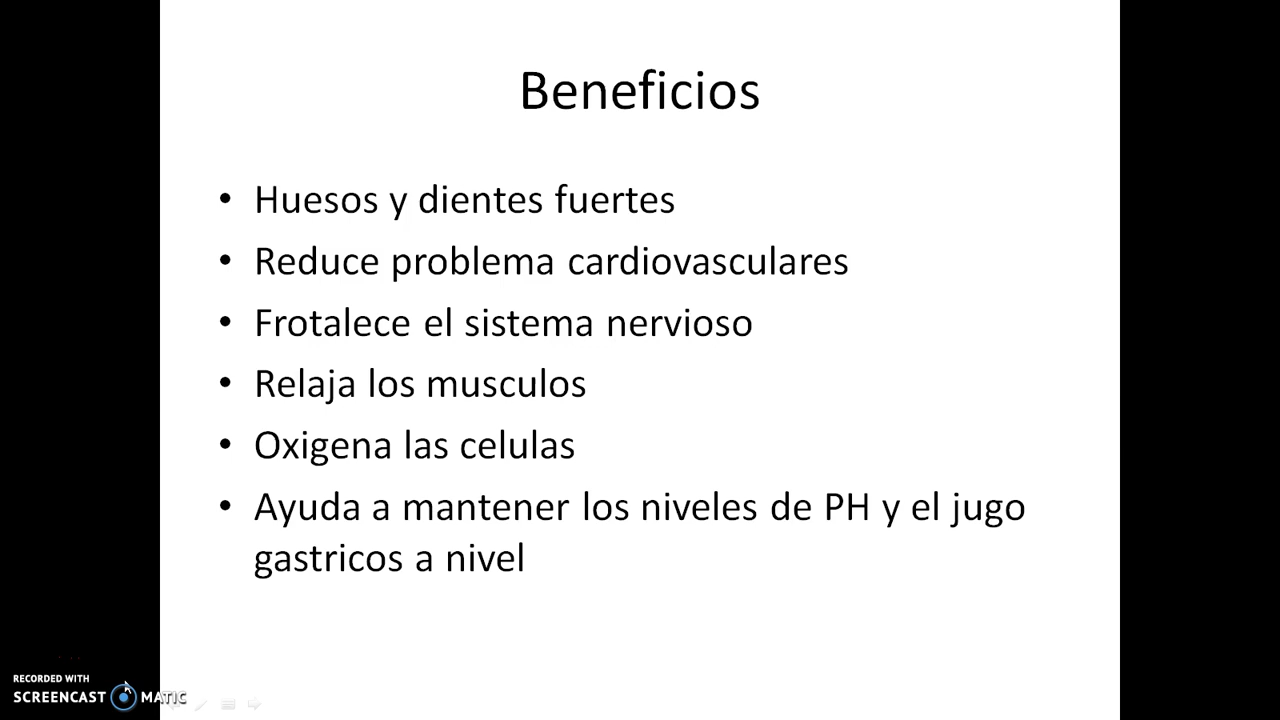 Beneficios
• Huesos y dientes fuertes
• Reduce problema cardiovasculares
• Frotalece el sistema nervioso
• Relaja los musculos
• Oxigena las celulas
• Ayuda a mantener los niveles de PH y el jugo
gastricos a nivel
RECORDED WITH
SCREENCAST MATIC